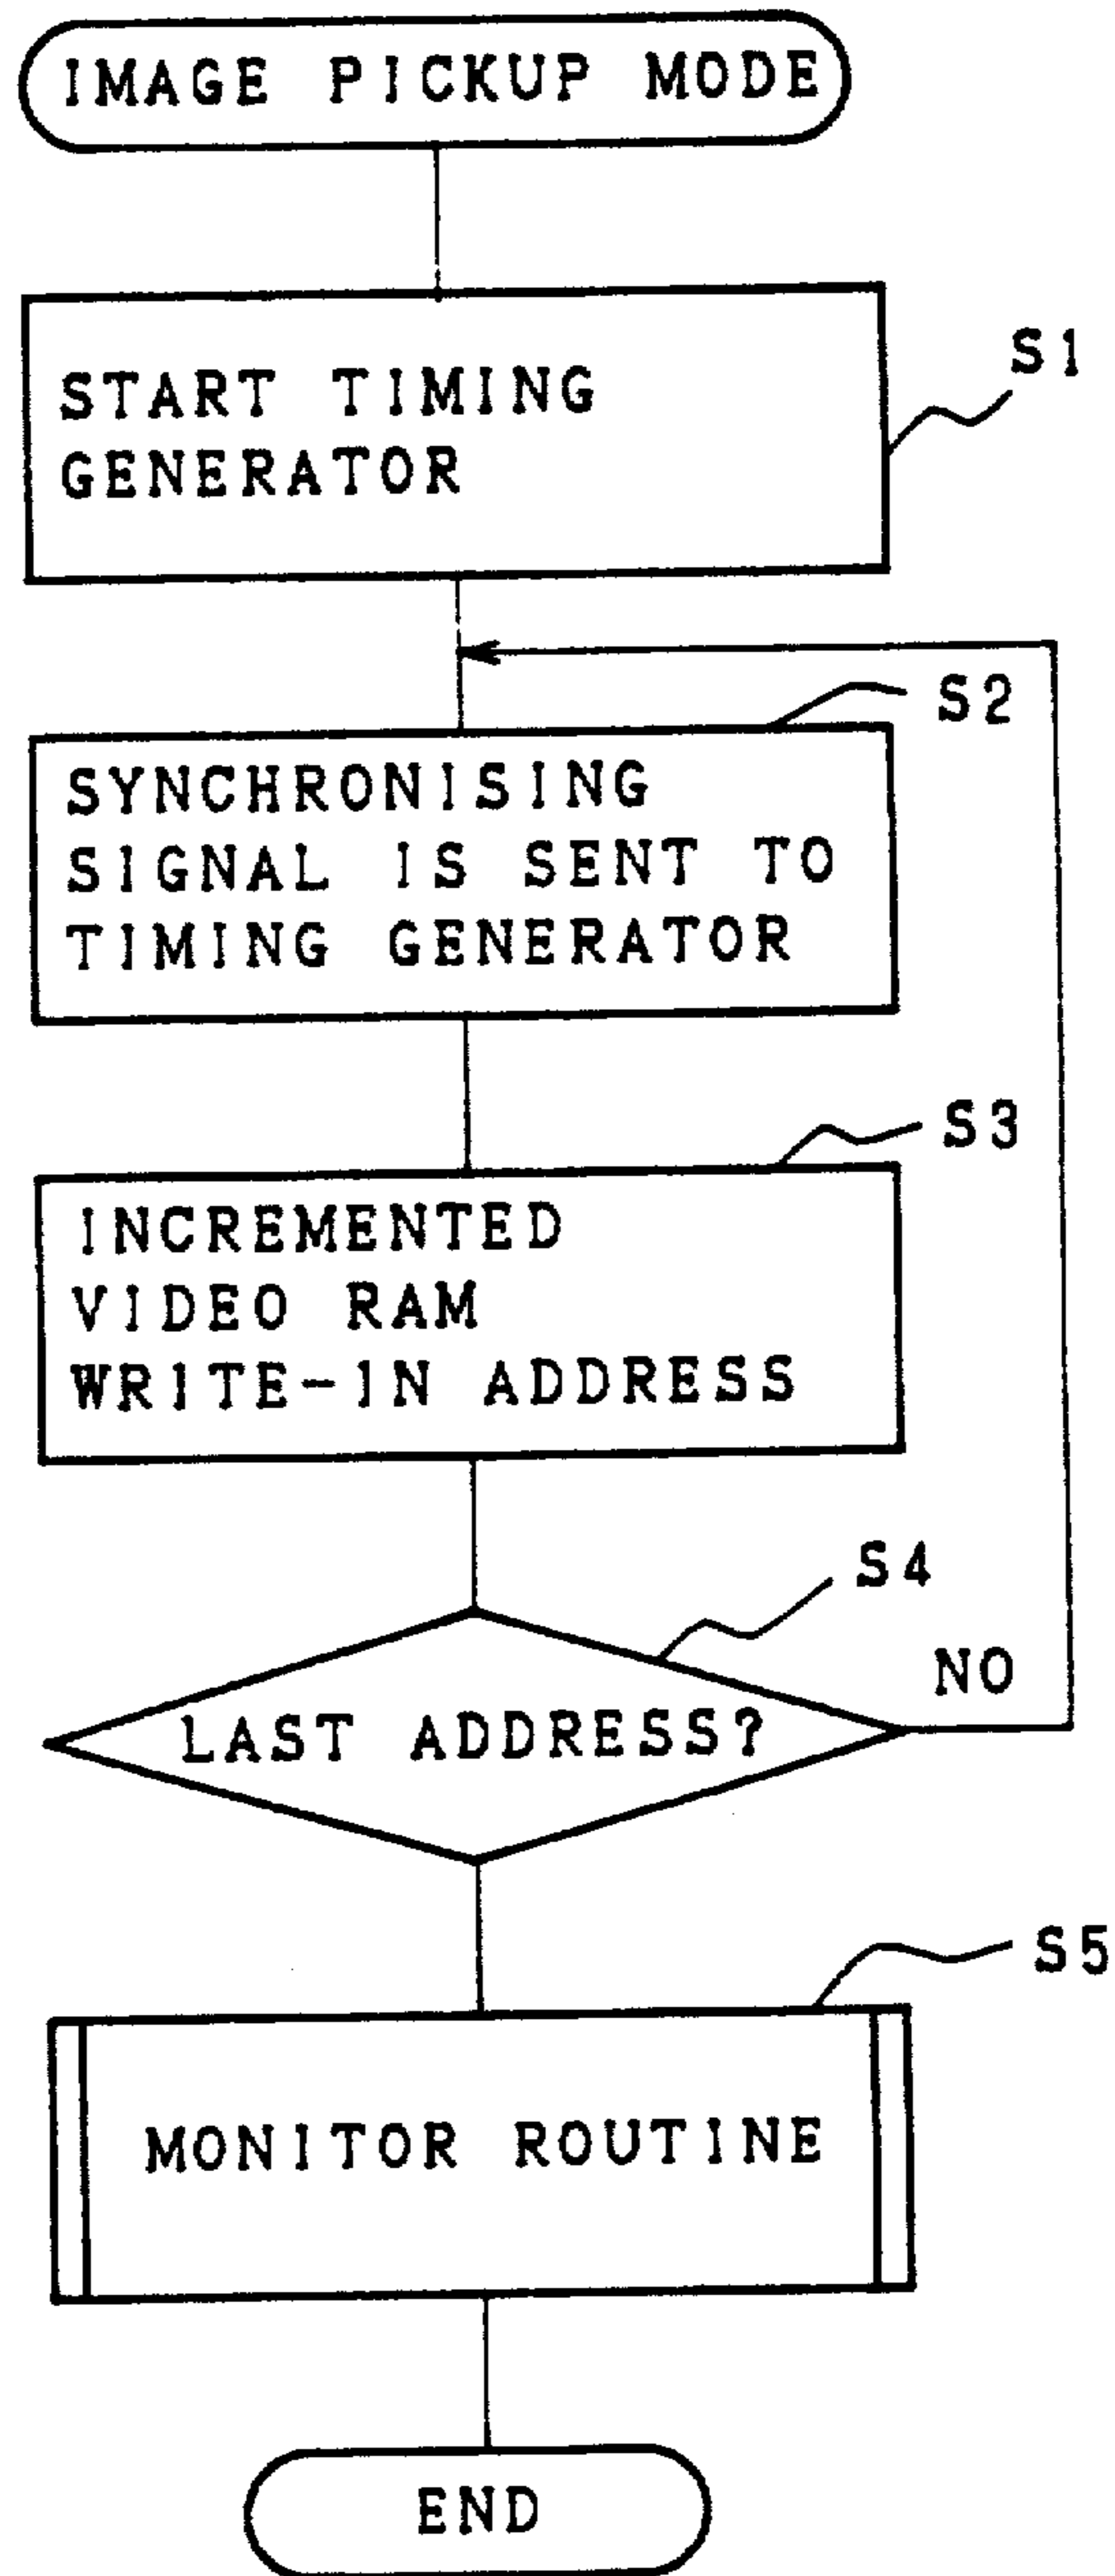 IMAGE PICKUP MODE
S1
START TIMING
GENERATOR
S2
SYNCHRONISING
SIGNAL IS SENT TO
TIMING GENERATOR
S3
INCREMENTED
VIDEO RAM
WRITE-IN ADDRESS
S4
NO
LAST ADDRESS?
S5
MONITOR ROUTINE
END